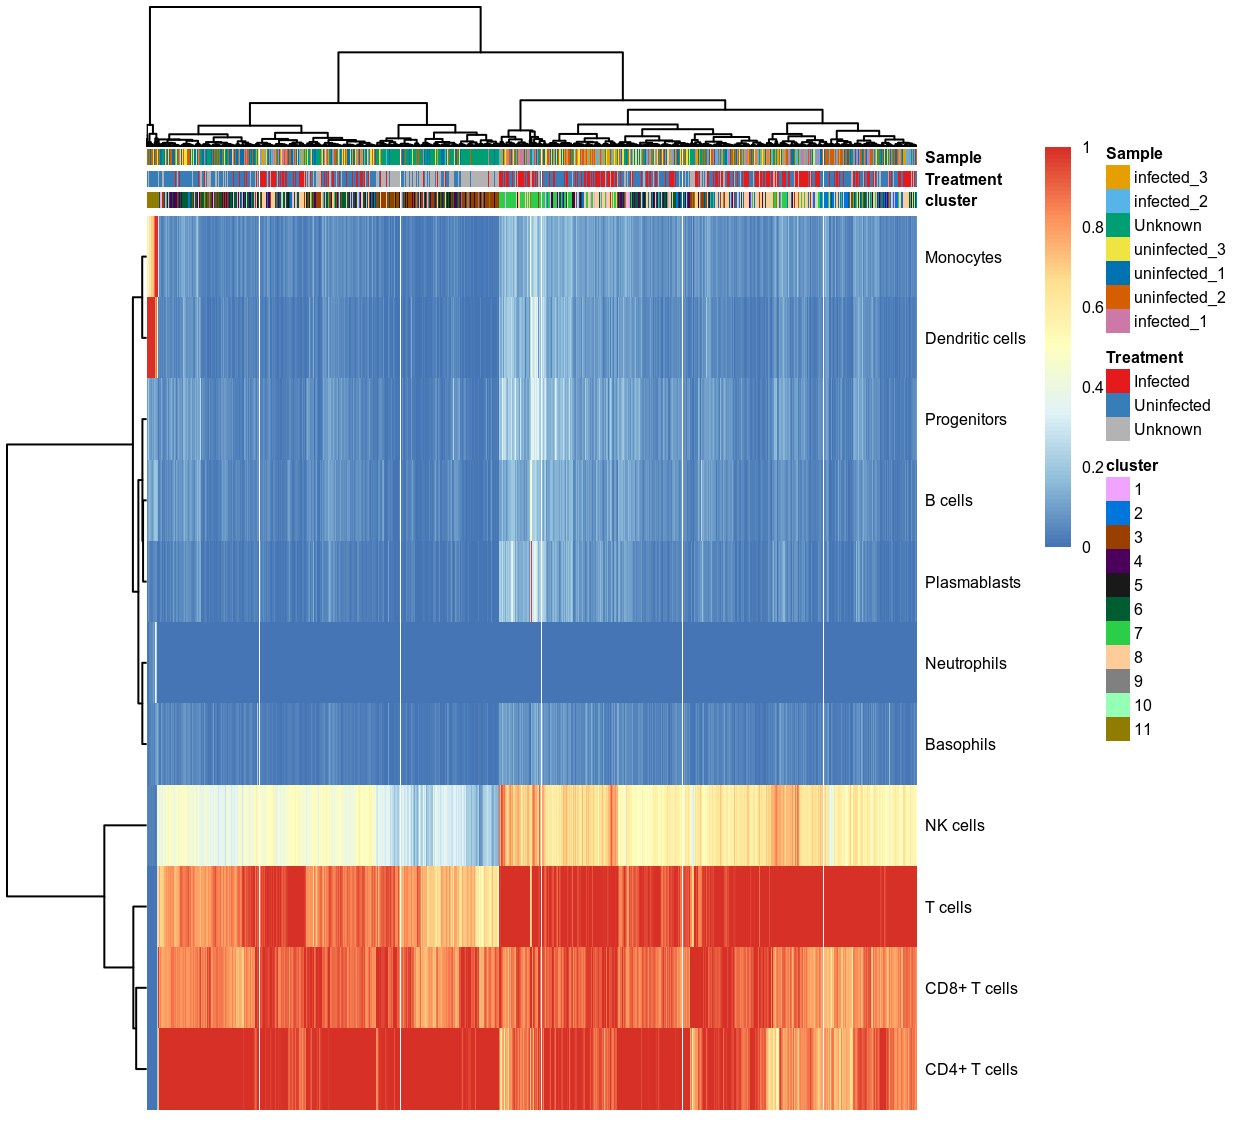 Sample
Treatment
cluster
Monocytes
Dendritic cells
Progenitors
B cells
Plasmablasts
Neutrophils
Basophils
NK cells
T cells
CD8+ T cells
CD4+ T cells
1
0.8
0.6
0.4
0.2
0
Sample
infected_3
infected_2
Unknown
uninfected_3
uninfected_1
uninfected_2
infected_1
Treatment
Infected
Uninfected
Unknown
cluster
1
2
3
4
5
6
7
8
9
10
11